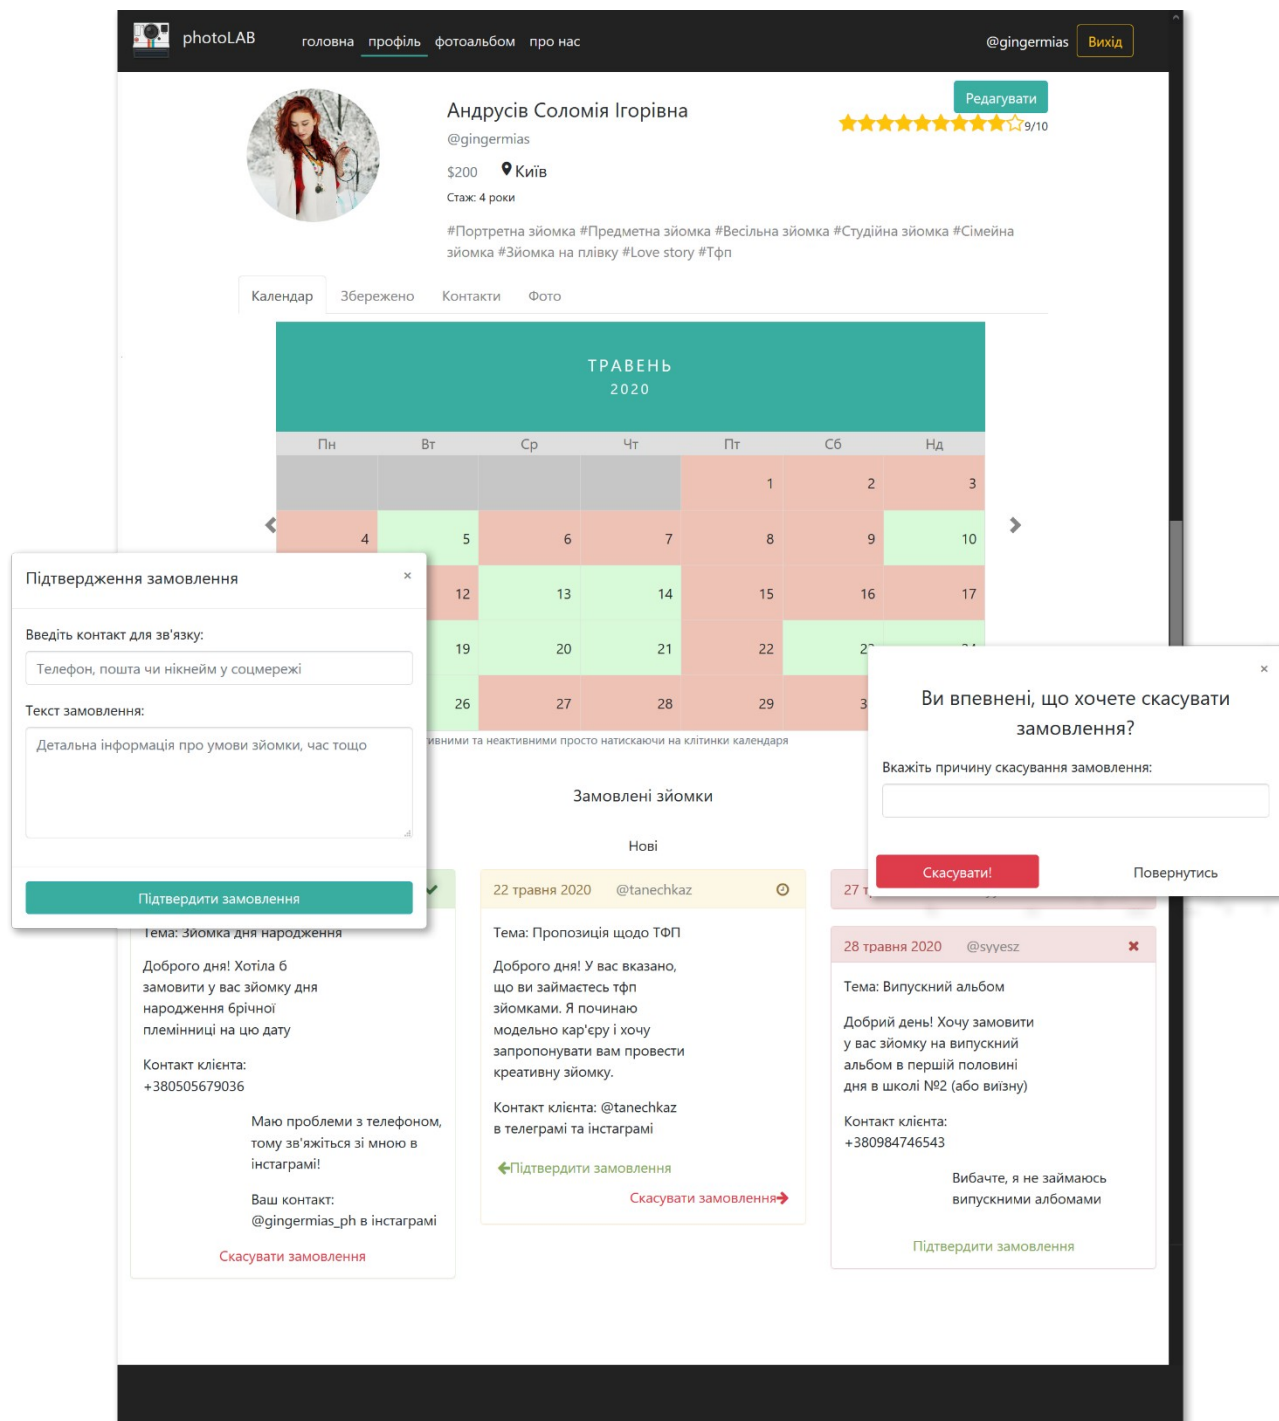 photoLAB
головна профіль фотоальбом про нас
@gingermias
Вихід
Редагувати
Андрусів Соломія Ігорівна
9/10
@gingermias
$200 Київ
Стаж: 4 роки
#Портретна зйомка #Предметна зйомка #Весільна зйомка #Студійна зйомка #Сімейна
зйомка #Зйомка на плівку #Love story #Тфп
Календар Збережено Контакти Фото
ТРАВЕНЬ
2020
Пн Вт Ср Чт Пт Сб Нд
1 2 3
4 5 6 7 8 9 10
12 13 14 15 16 17
19 20 21 22
26 27 28 29
та неактивними просто натискаючи на клітинки календаря
Підтвердження замовлення ×
Введіть контакт для зв'язку:
Телефон, пошта чи нікнейм у соцмережі
Текст замовлення:
Детальна інформація про умови зйомки, час тощо
Підтвердити замовлення
×
Ви впевнені, що хочете скасувати
замовлення?
Вкажіть причину скасування замовлення:
Скасувати!
Повернутись
Замовлені зйомки
Нові
Тема: Зйомка дня народження
Доброго дня! Хотіла б
замовити у вас зйомку дня
народження 6річної
племінниці на цю дату
Контакт клієнта:
+380505679036
Маю проблеми з телефоном,
тому зв'яжіться зі мною в
інстаграмі!
Ваш контакт:
@gingermias_ph в інстаграмі
Скасувати замовлення
22 травня 2020 @tanechkaz
Тема: Пропозиція щодо ТФП
Доброго дня! У вас вказано,
що ви займаєтесь тфп
зйомками. Я починаю
модельно кар'єру і хочу
запропонувати вам провести
креативну зйомку.
Контакт клієнта: @tanechkaz
в телеграмі та інстаграмі
Підтвердити замовлення
Скасувати замовлення
27
28 травня 2020 @syyesz
Тема: Випускний альбом
Добрий день! Хочу замовити
у вас зйомку на випускний
альбом в першій половині
дня в школі №2 (або виїзну)
Контакт клієнта:
+380984746543
Вибачте, я не займаюсь
випускними албомами
Підтвердити замовлення